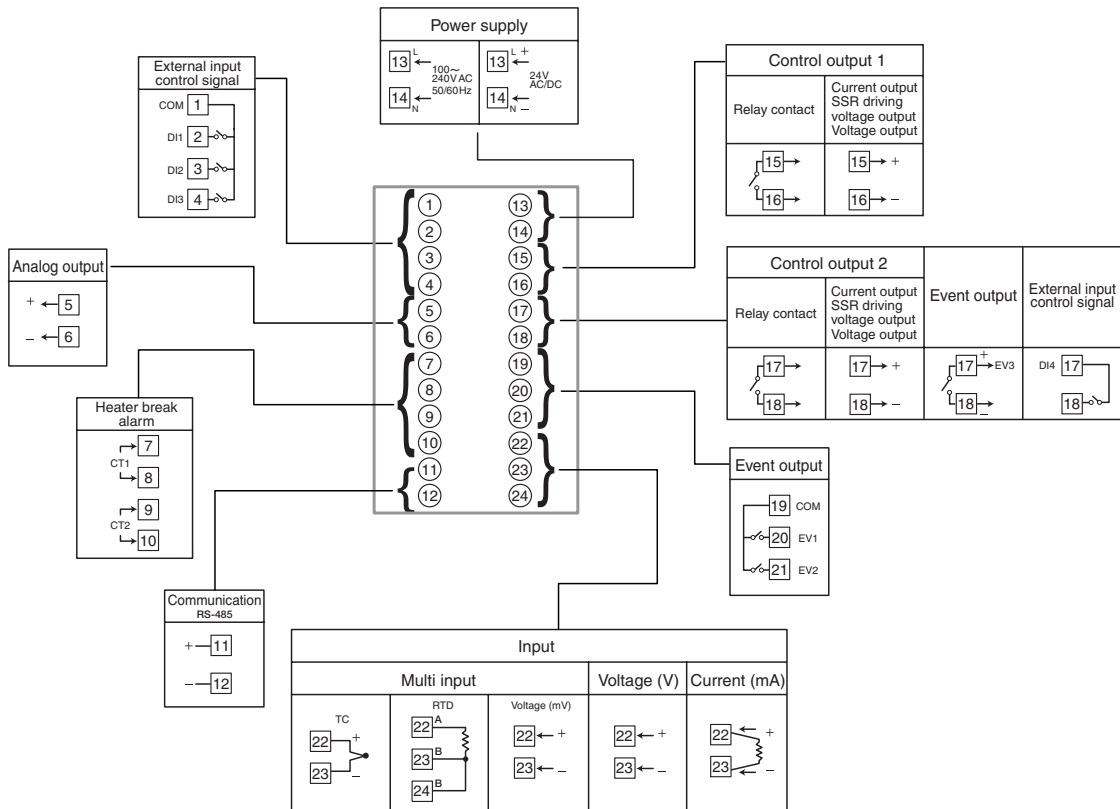 Power supply
13 L
14 N
100～
240V AC
50/60Hz
13 L +
14 N －
24V
AC/DC
External input
control signal
COM 1
DI1 2
DI2 3
DI3 4
Control output 1
Relay contact
15
16
Current output
SSR driving
voltage output
Voltage output
15 +
16 －
Analog output
+ 5
－ 6
1
2
3
4
5
6
7
8
9
10
11
12
13
14
15
16
17
18
19
20
21
22
23
24
Control output 2
Relay contact
17
18
Current output
SSR driving
voltage output
Voltage output
17 +
18 －
Event output
17 + EV3
18 －
External input
control signal
DI4 17
18
Heater break
alarm
CT1
7
8
CT2
9
10
Event output
19 COM
20 EV1
21 EV2
Communication
RS-485
+ 11
－ 12
Input
Multi input
TC
22 +
23 －
RTD
22 A
23 B
24 B
Voltage (mV)
22 +
23 －
Voltage (V)
22 +
23 －
Current (mA)
22 +
23 －